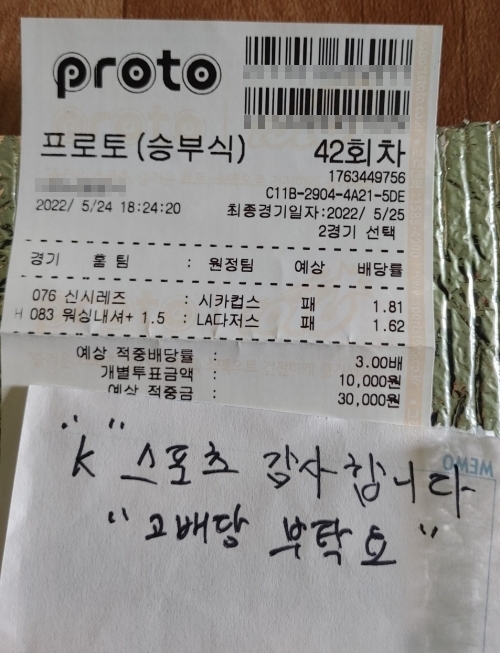 proto
프로토(승부식) 42회차
1763449756
C11B-2904-4A21-5DE
2022/ 5/24 18:24:20 최종경기일자:2022/ 5/25
2경기 선택
경기 홈 팀 : 원정팀 예상 배당률
076 신시레즈 : 시카컵스 패 1.81
H 083 워싱내셔+ 1.5 : LA다저스 패 1.62
예상 적중배당률 : 3.00배
개별투표금액 : 10,000원
예상 적중금 : 30,000원
MEMO
"K" 스포츠 감사합니다
"고배당 부탁요"